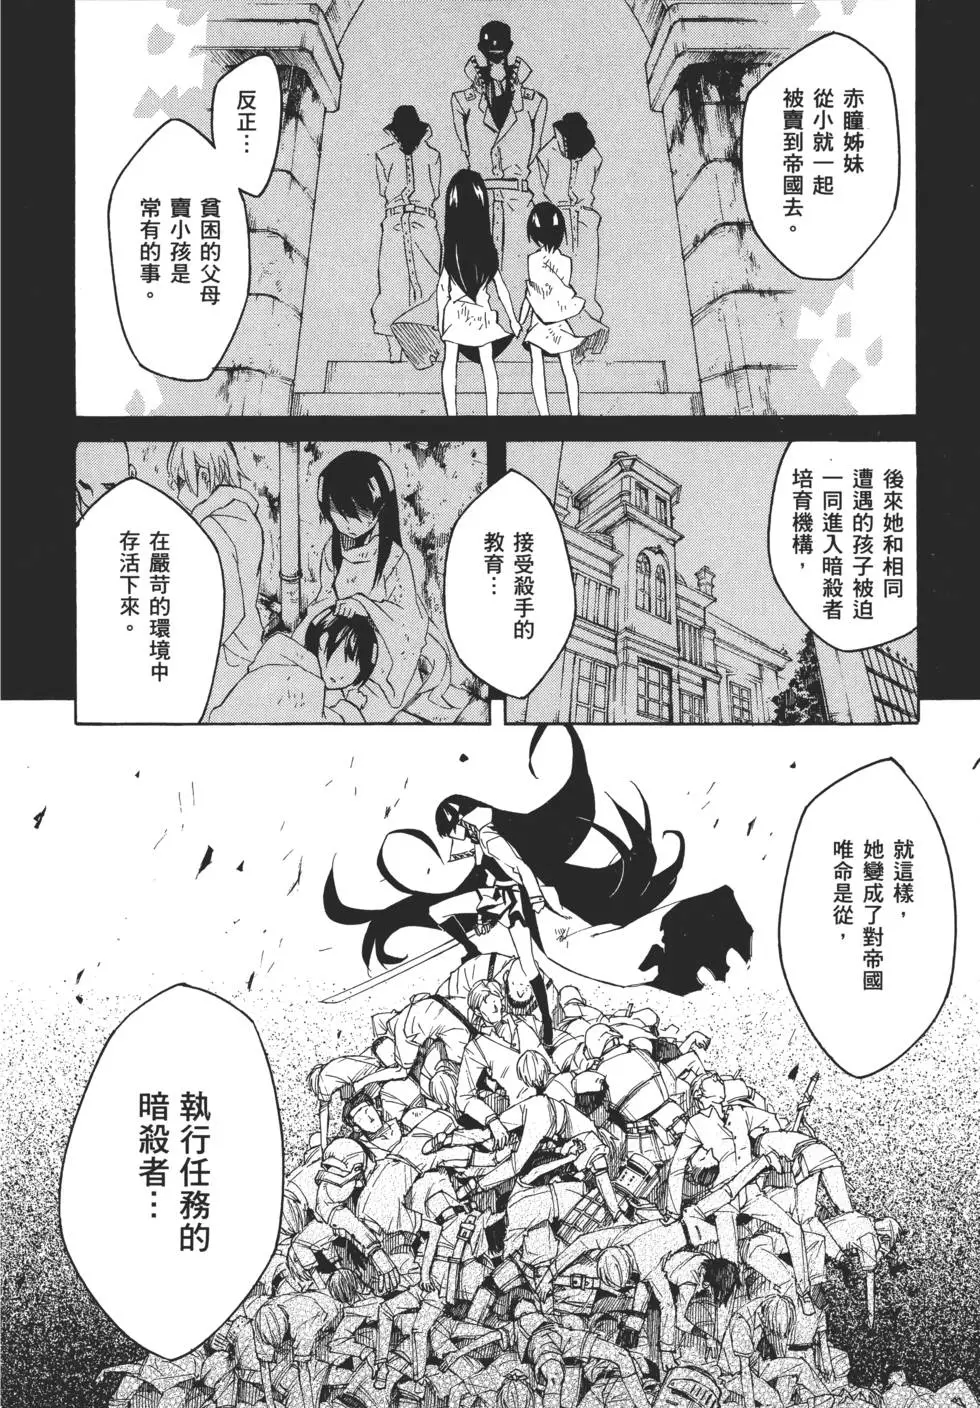 赤瞳姊妹
從小就一起
被賣到帝國去。
反正…
貧困的父母
賣小孩是
常有的事。
後來她和相同
遭遇的孩子被迫
一同進入暗殺者
培育機構，
接受殺手的
教育…
在嚴苛的環境中
存活下來。
就這樣，
她變成了對帝國
唯命是從，
執行任務的
暗殺者…